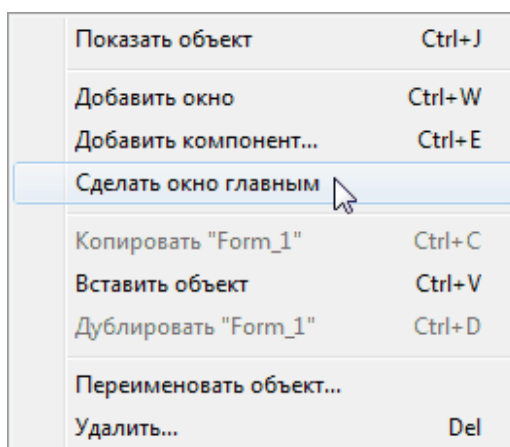 Показать объект Ctrl+J
Добавить окно Ctrl+W
Добавить компонент... Ctrl+E
Сделать окно главным
Копировать "Form_1" Ctrl+C
Вставить объект Ctrl+V
Дублировать "Form_1" Ctrl+D
Переименовать объект...
Удалить... Del